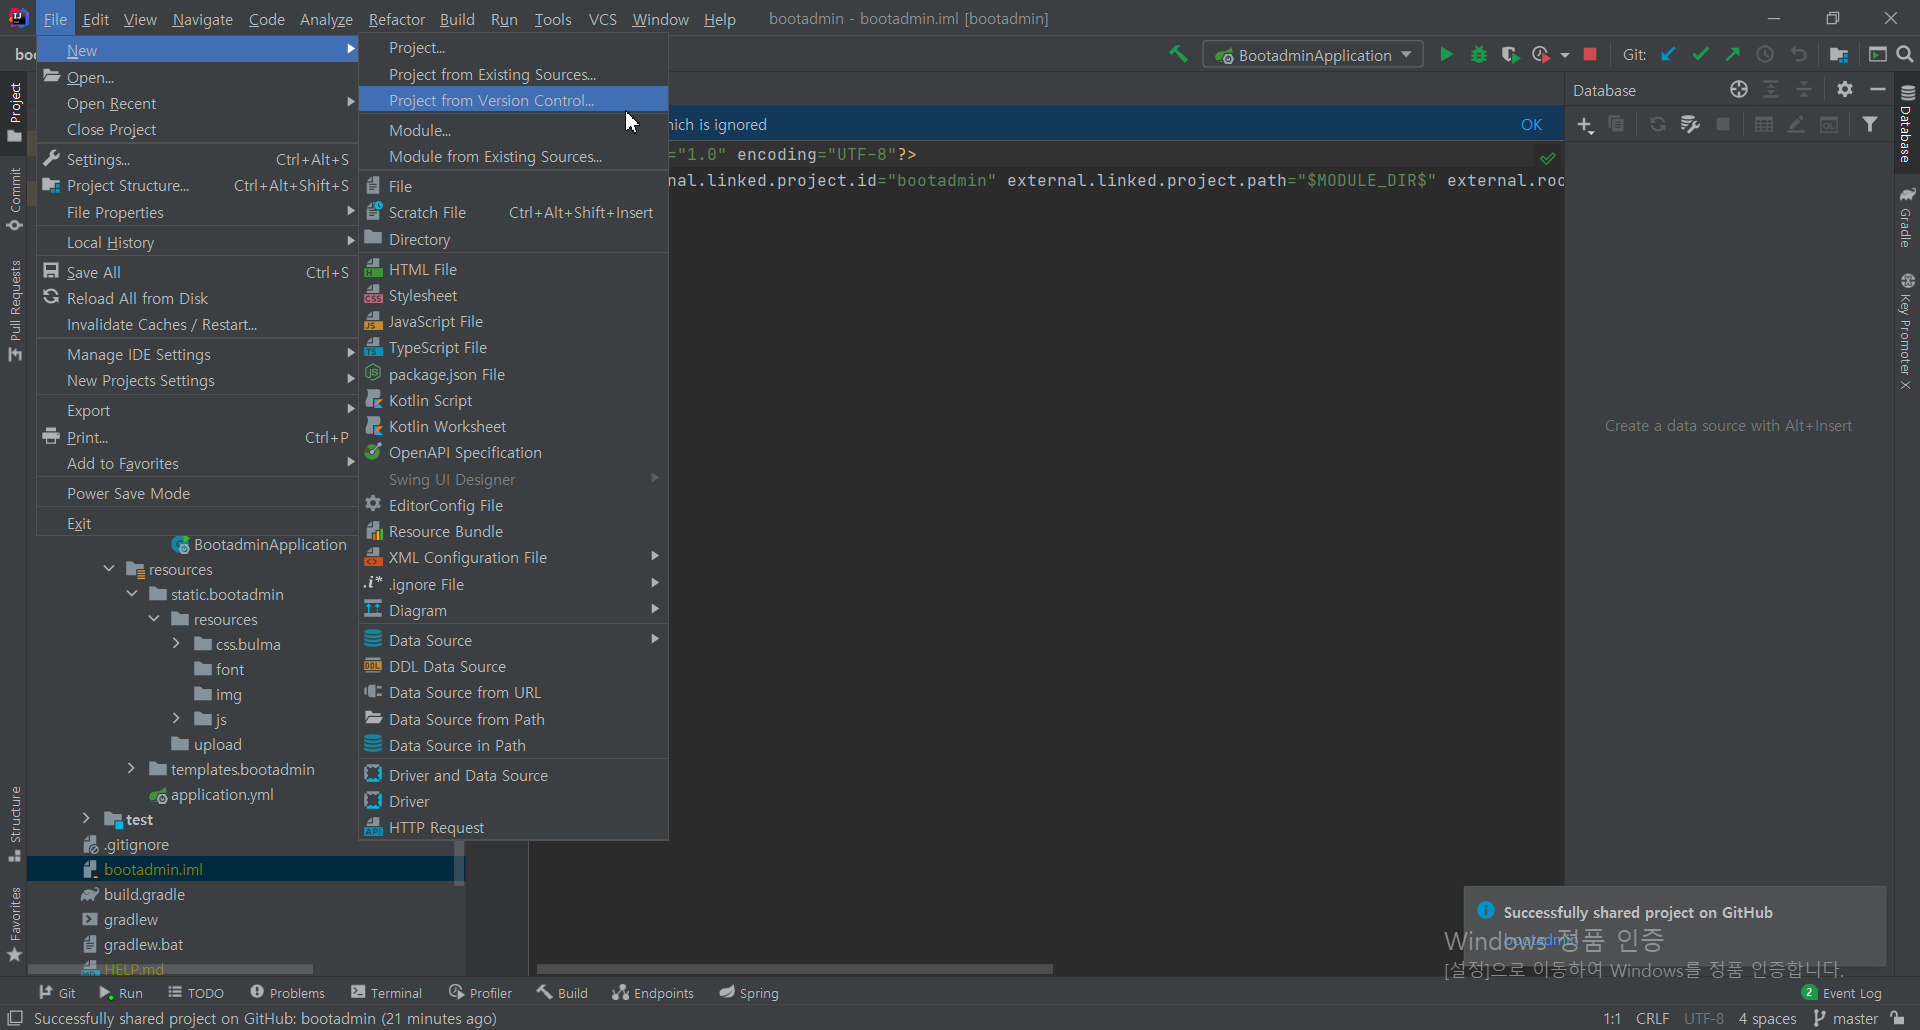 File Edit View Navigate Code Analyze Refactor Build Run Tools VCS Window Help bootadmin - bootadmin.iml [bootadmin]
BootadminApplication Git:
New
Open...
Open Recent
Close Project
Settings... Ctrl+Alt+S
Project Structure... Ctrl+Alt+Shift+S
File Properties
Local History
Save All Ctrl+S
Reload All from Disk
Invalidate Caches / Restart...
Manage IDE Settings
New Projects Settings
Export
Print... Ctrl+P
Add to Favorites
Power Save Mode
Exit
Project...
Project from Existing Sources...
Project from Version Control...
Module...
Module from Existing Sources...
File
Scratch File Ctrl+Alt+Shift+Insert
Directory
HTML File
Stylesheet
JavaScript File
TypeScript File
package.json File
Kotlin Script
Kotlin Worksheet
OpenAPI Specification
Swing UI Designer
EditorConfig File
Resource Bundle
XML Configuration File
.ignore File
Diagram
Data Source
DDL Data Source
Data Source from URL
Data Source from Path
Data Source in Path
Driver and Data Source
Driver
HTTP Request
is ignored OK
="1.0" encoding="UTF-8"?>
nal.linked.project.id="bootadmin" external.linked.project.path="$MODULE_DIR$" external.roo
Database
Create a data source with Alt+Insert
Project
Commit
Pull Requests
Structure
Favorites
Database
Gradle
Key Promoter X
BootadminApplication
resources
static.bootadmin
resources
css.bulma
font
img
js
upload
templates.bootadmin
application.yml
test
.gitignore
bootadmin.iml
build.gradle
gradlew
gradlew.bat
HELP.md
Successfully shared project on GitHub
bootadmin
Windows 정품 인증
[설정]으로 이동하여 Windows를 정품 인증합니다.
Git Run TODO Problems Terminal Profiler Build Endpoints Spring 2 Event Log
Successfully shared project on GitHub: bootadmin (21 minutes ago) 1:1 CRLF UTF-8 4 spaces master